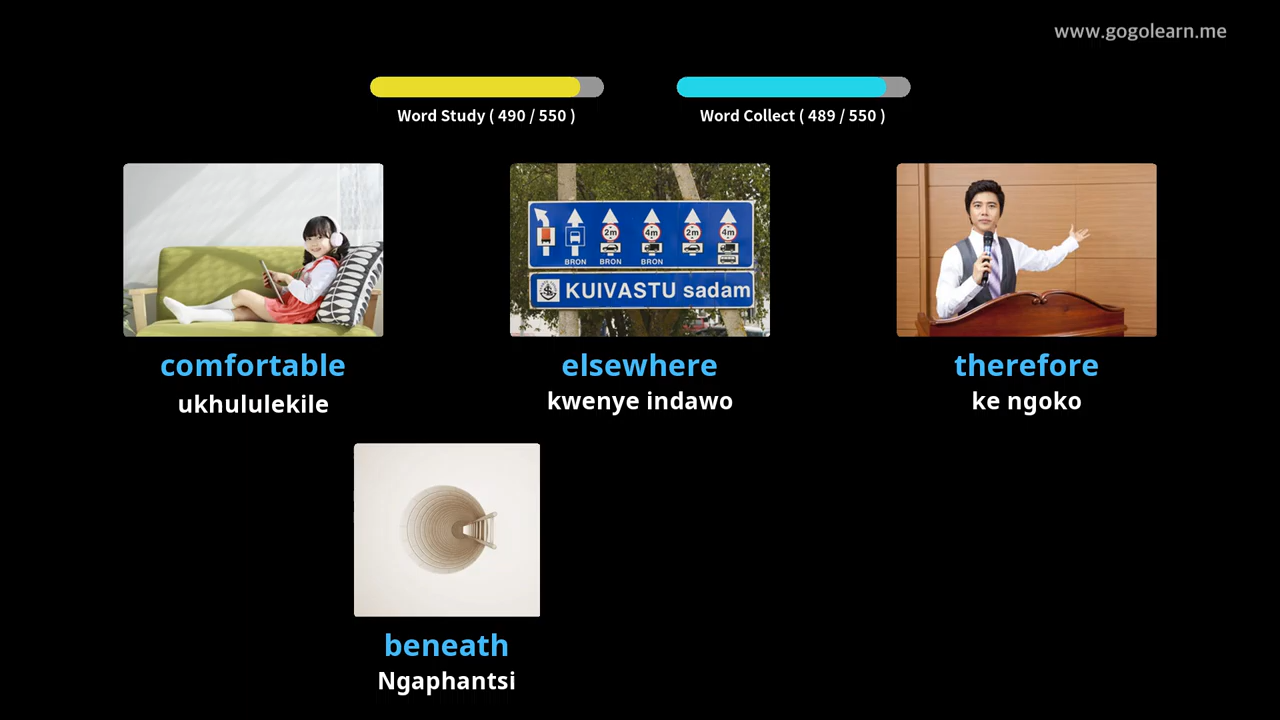 www.gogolearn.me
Word Study ( 490 / 550 )
Word Collect ( 489 / 550 )
2m
4m
2m
4m
BRON
BRON
BRON
KUIVASTU sadam
comfortable
elsewhere
therefore
ukhululekile
kwenye indawo
ke ngoko
beneath
Ngaphantsi